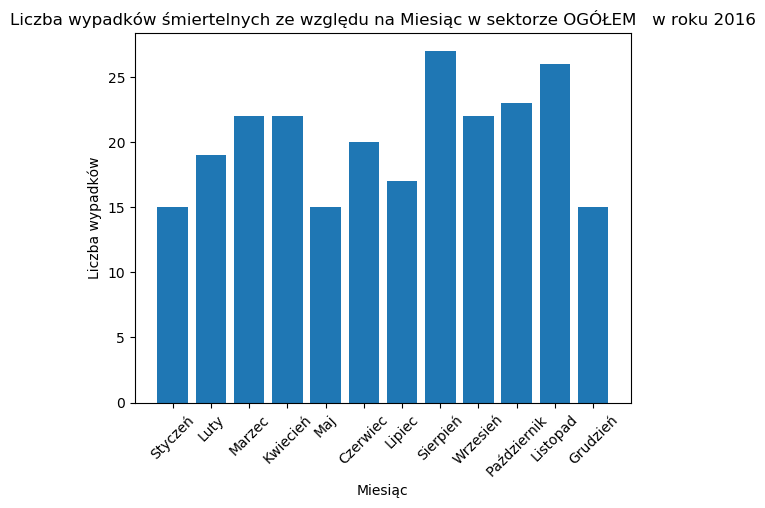 Liczba wypadków śmiertelnych ze względu na Miesiąc w sektorze OGÓŁEM   w roku 2016
25
20
15
10
5
0
Liczba wypadków
Styczeń
Luty
Marzec
Kwiecień
Maj
Czerwiec
Lipiec
Sierpień
Wrzesień
Październik
Listopad
Grudzień
Miesiąc